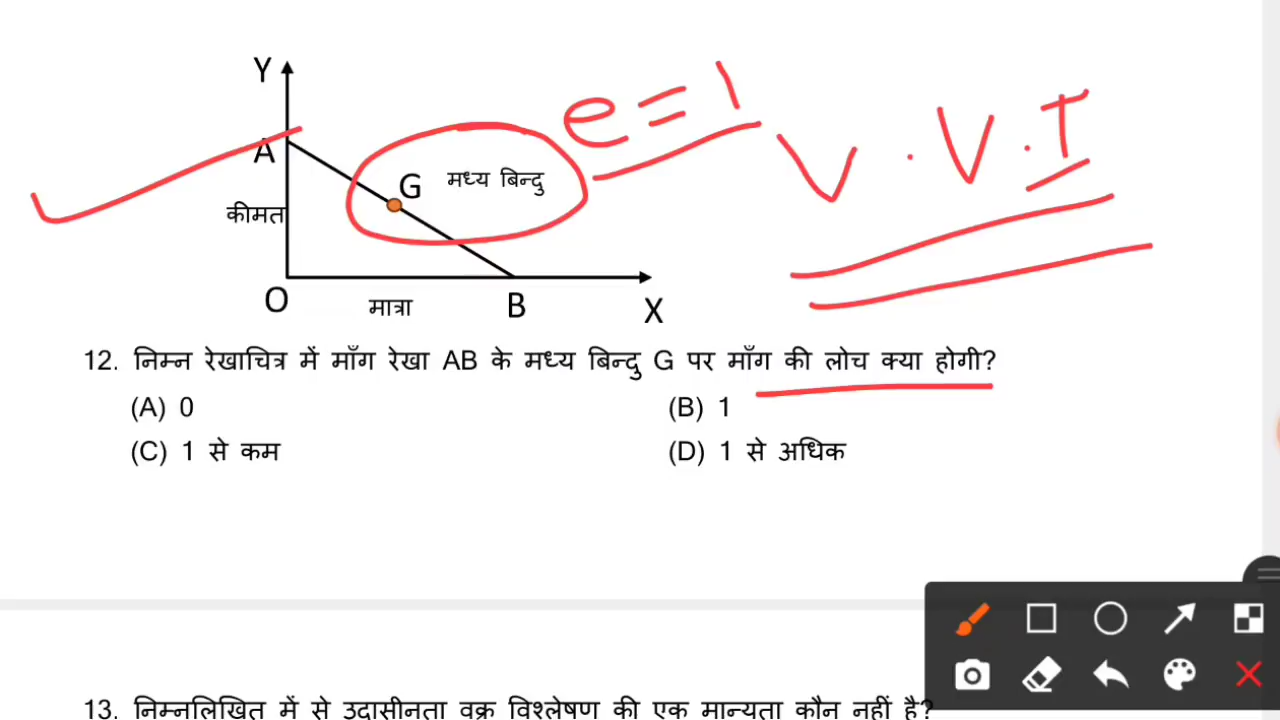 Y
e = 1
V. V. I
A
G मध्य बिन्दु
कीमत
O
मात्रा
B
X
12. निम्न रेखाचित्र में माँग रेखा AB के मध्य बिन्दु G पर माँग की लोच क्या होगी?
(A) 0
(B) 1
(C) 1 से कम
(D) 1 से अधिक
13. निम्नलिखित में से उदासीनता वक्र विश्लेषण की एक मान्यता कौन नहीं है?